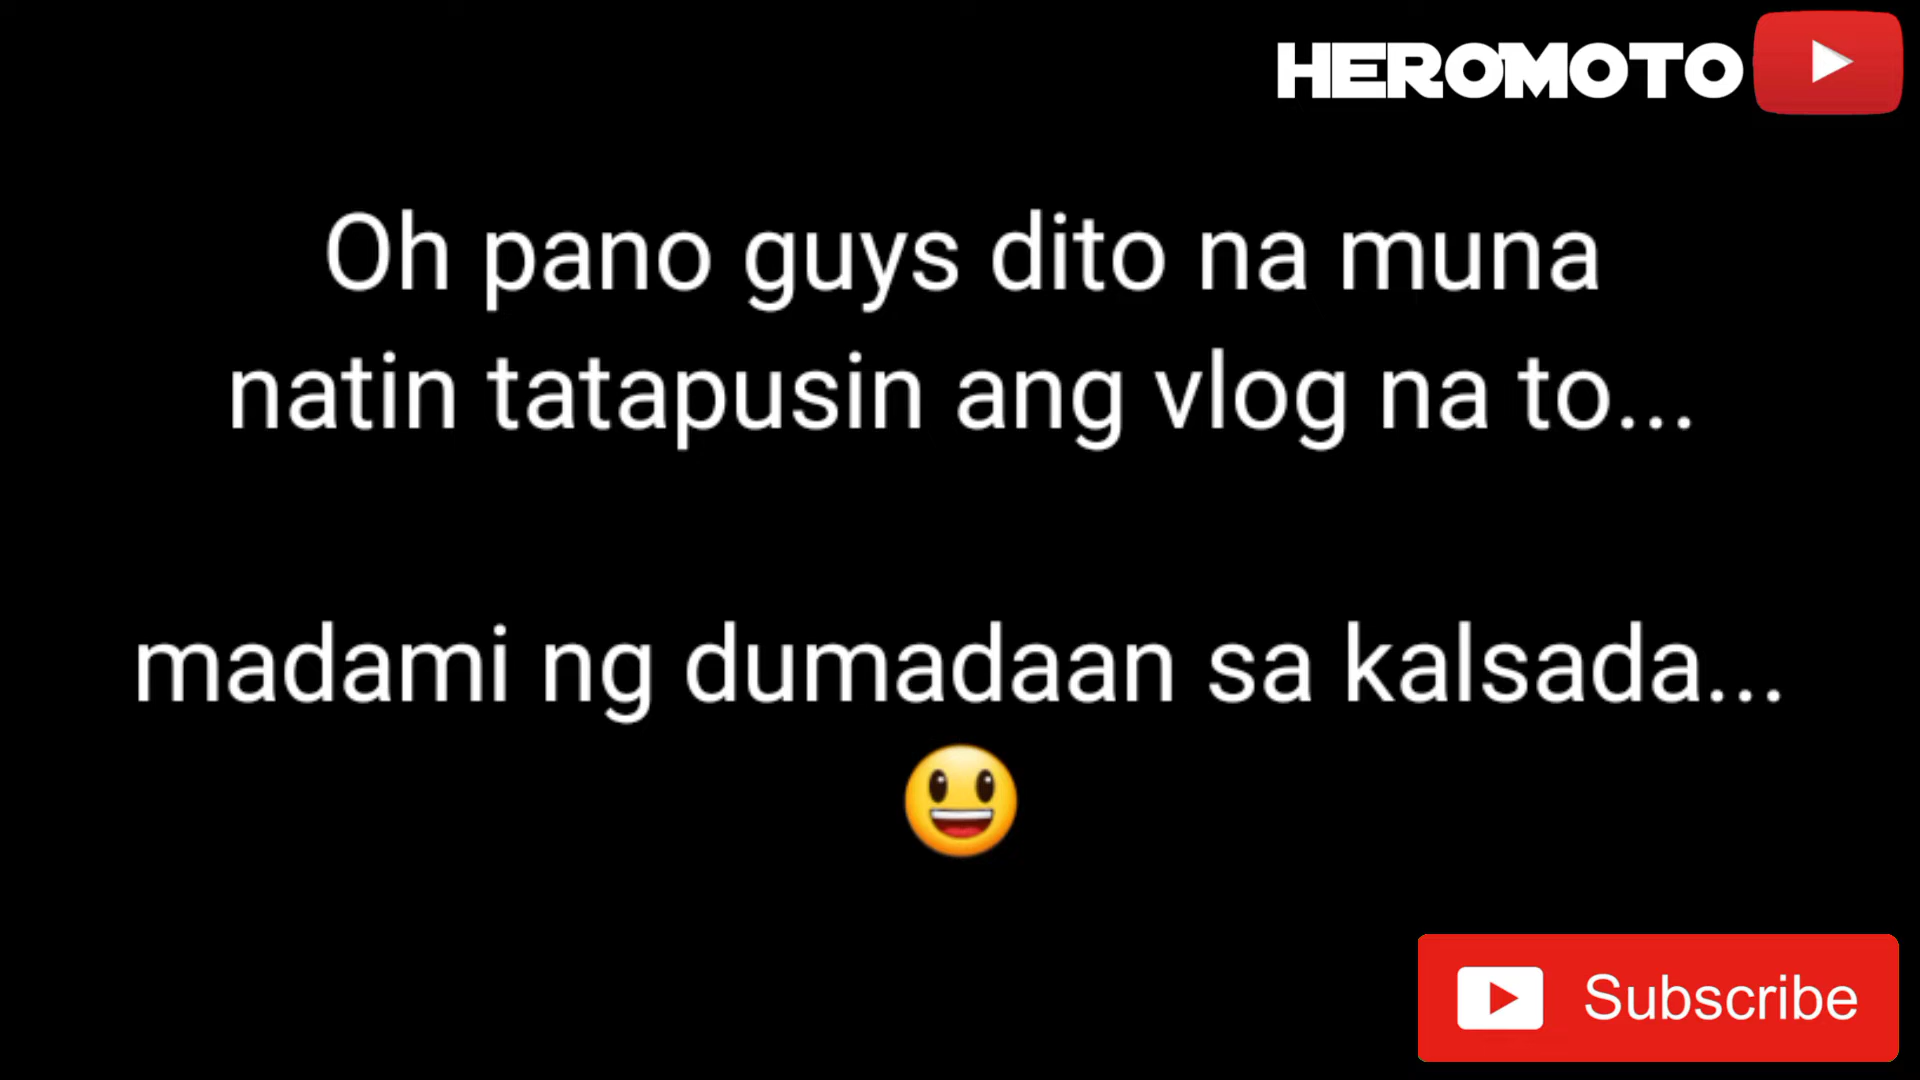 HEROMOTO
Oh pano guys dito na muna
natin tatapusin ang vlog na to...
madami ng dumadaan sa kalsada...
😃
Subscribe